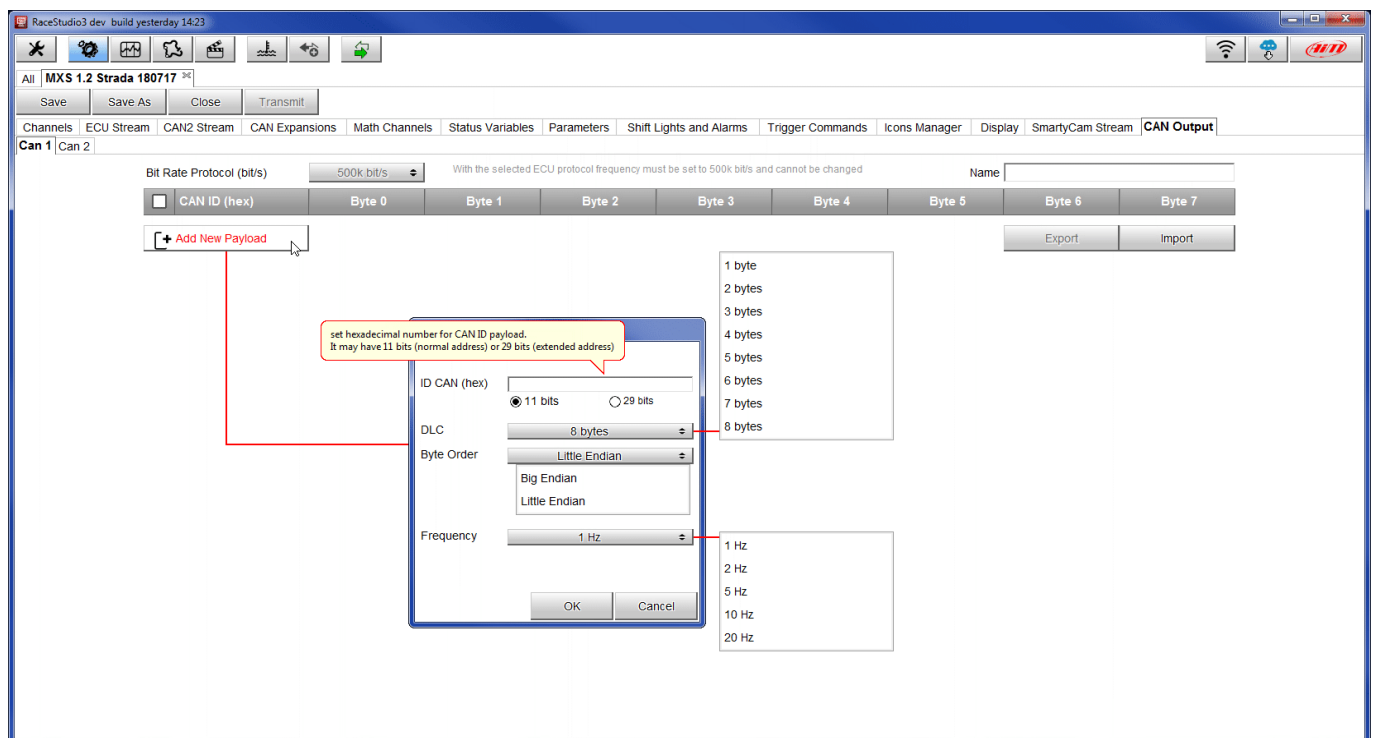 RaceStudio3 dev build yesterday 14:23
AiM
All MXS 1.2 Strada 180717
Save Save As Close Transmit
Channels ECU Stream CAN2 Stream CAN Expansions Math Channels Status Variables Parameters Shift Lights and Alarms Trigger Commands Icons Manager Display SmartyCam Stream CAN Output
Can 1 Can 2
Bit Rate Protocol (bit/s) 500k bit/s With the selected ECU protocol frequency must be set to 500k bit/s and cannot be changed Name
CAN ID (hex) Byte 0 Byte 1 Byte 2 Byte 3 Byte 4 Byte 5 Byte 6 Byte 7
Add New Payload Export Import
1 byte
2 bytes
3 bytes
4 bytes
5 bytes
6 bytes
7 bytes
8 bytes
set hexadecimal number for CAN ID payload.
It may have 11 bits (normal address) or 29 bits (extended address)
ID CAN (hex)
11 bits 29 bits
DLC 8 bytes
Byte Order Little Endian
Big Endian
Little Endian
Frequency 1 Hz
OK Cancel
1 Hz
2 Hz
5 Hz
10 Hz
20 Hz